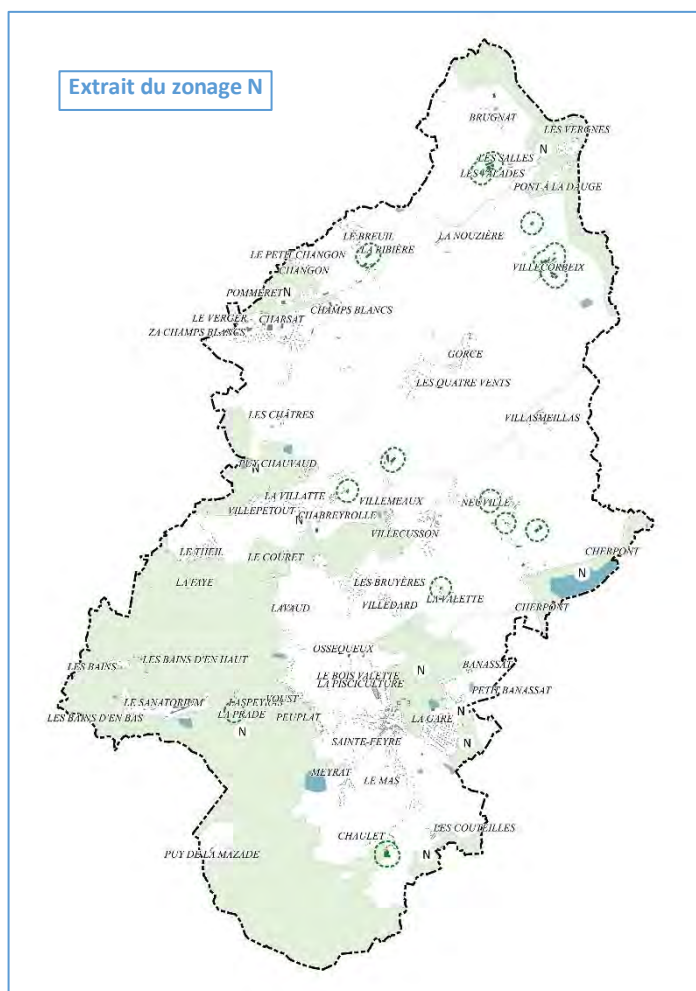 Extrait du zonage N
BRUGNAT
LES VERGNES
N
LES SALLES
LES VALADES
PONT À LA DAUGE
LE BREUIL
LA NOUZIÈRE
LA RIBIÈRE
LE PETIT CHANGON
CHANGON
VILLECORBEIX
POMMERET
N
CHAMPS BLANCS
LE VERGER
CHARSAT
ZA CHAMPS BLANCS
GORCE
LES QUATRE VENTS
LES CHÂTRES
VILLASMEILLAS
PUY CHAUVAUD
N
LA VILLATTE
VILLEMEAUX
NEUVILLE
VILLEPETOUT
CHABREYROLLE
N
VILLECUSSON
LE THEIL
LE COURET
CHERPONT
LA FAYE
LES BRUYÈRES
N
LAVAUD
VILLEDARD
LA VALETTE
CHERPONT
OSSEQUEUX
LES BAINS
LES BAINS D'EN HAUT
LE BOIS VALETTE
N
BANASSAT
LA PISCICULTURE
PETIT BANASSAT
LE SANATORIUM
VOUST
LES BAINS D'EN BAS
LA PRADE
PEUPLAT
LA GARE
N
N
SAINTE-FEYRE
N
MEYRAT
LE MAS
CHAULET
LES COUTEILLES
PUY DE LA MAZADE
N